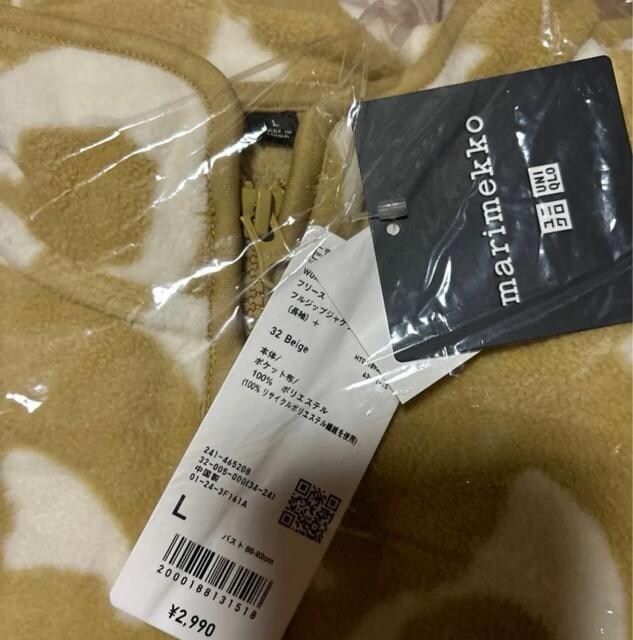 L
marimekko
UNI
QLO
ユニ
クロ
フリース
フルジップジャケ
(長袖) +
32 Beige
本体/
ポケット布/
100% ポリエステル
(100% リサイクルポリエステル繊維を使用)
241-465208
32-005-000(34-24)
中国製
01-24-3F161A
L
バスト 86-92cm
2000188131518
¥2,990